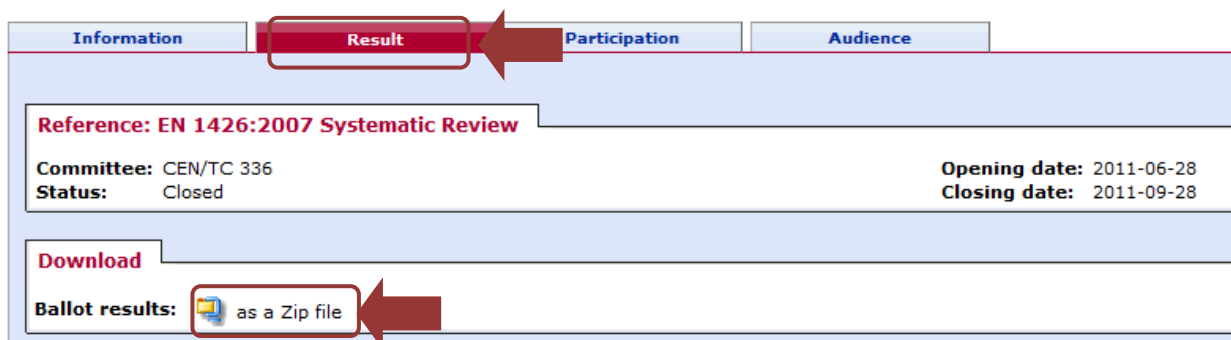 Information Result Participation Audience
Reference: EN 1426:2007 Systematic Review
Committee: CEN/TC 336 Opening date: 2011-06-28
Status: Closed Closing date: 2011-09-28
Download
Ballot results: as a Zip file